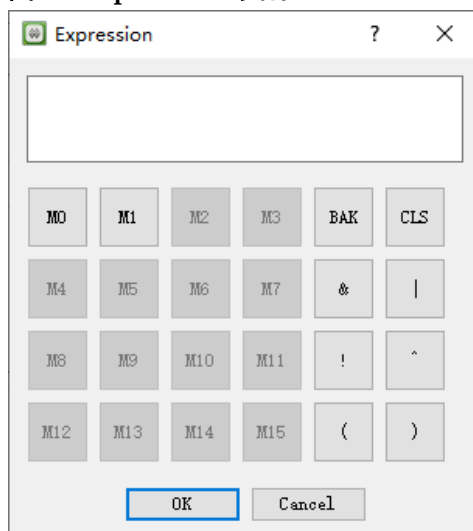 Expression ? ×
M0 M1 M2 M3 BAK CLS
M4 M5 M6 M7 & |
M8 M9 M10 M11 ! ^
M12 M13 M14 M15 ( )
OK Cancel